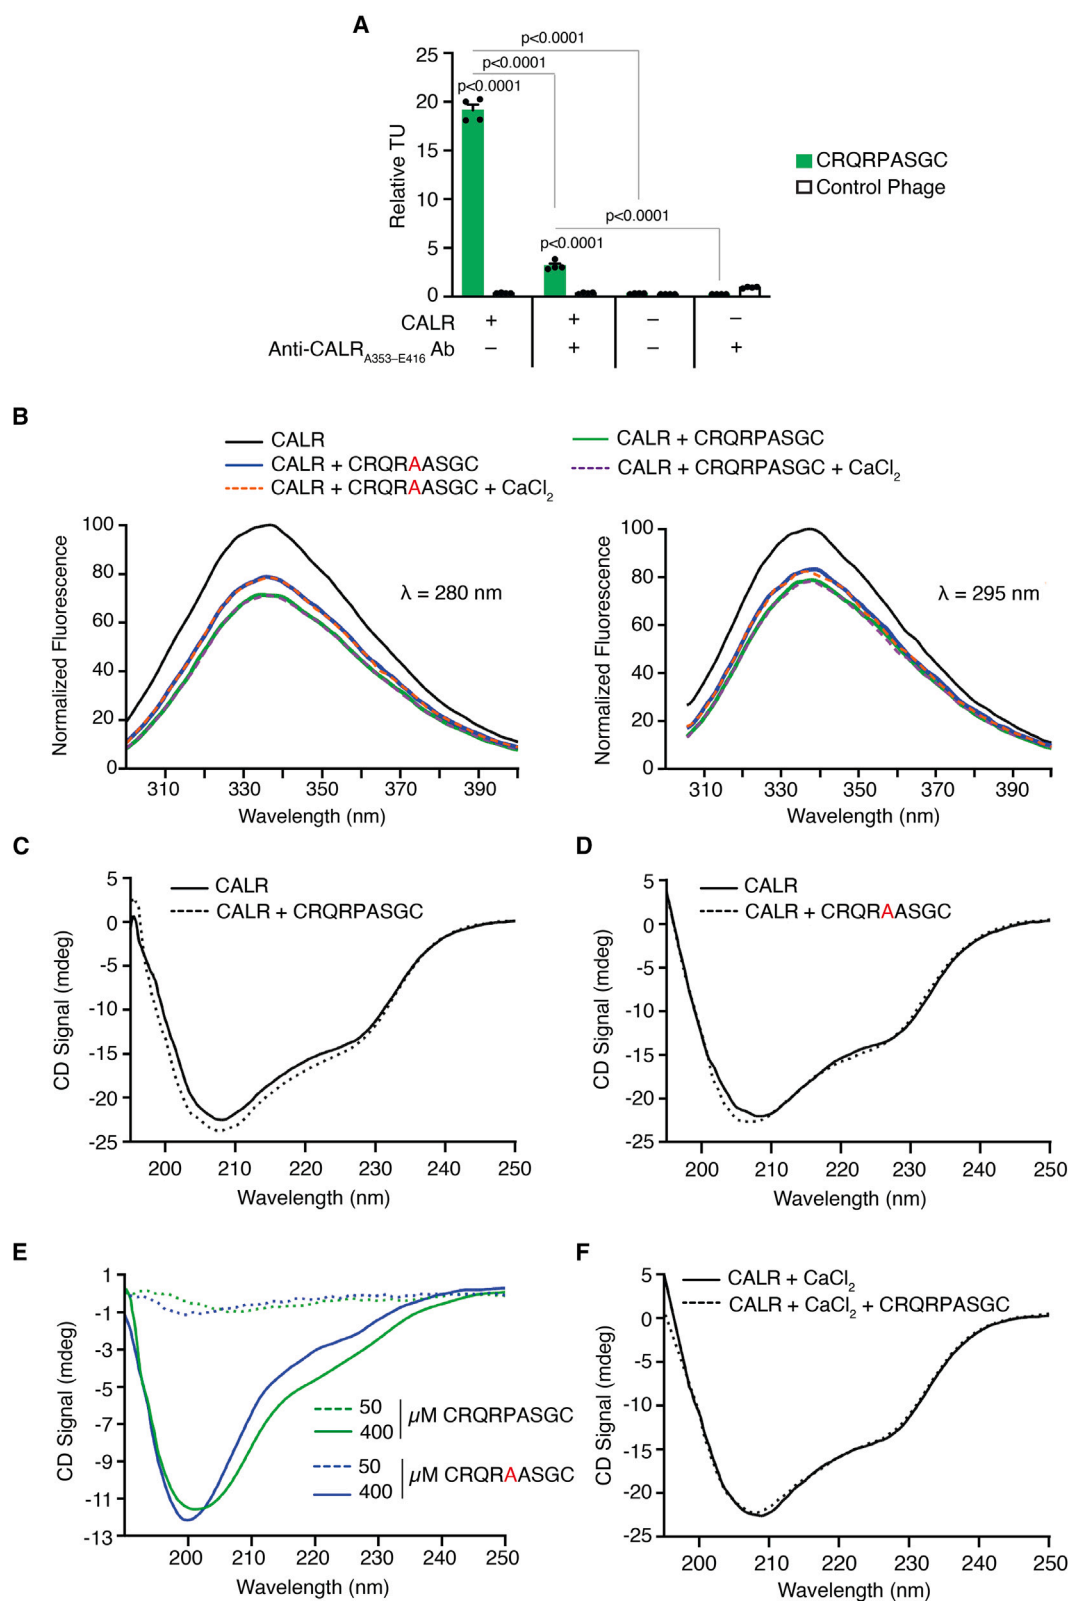 A
p<0.0001
p<0.0001
p<0.0001
25
20
15
10
5
0
Relative TU
p<0.0001
p<0.0001
CRQRPASGC
Control Phage
CALR + + – –
Anti-CALR A353–E416 Ab – + – +
B
CALR
CALR + CRQRAASGC
CALR + CRQRAASGC + CaCl2
CALR + CRQRPASGC
CALR + CRQRPASGC + CaCl2
100
80
60
40
20
0
Normalized Fluorescence
λ = 280 nm
310 330 350 370 390
Wavelength (nm)
100
80
60
40
20
0
Normalized Fluorescence
λ = 295 nm
310 330 350 370 390
Wavelength (nm)
C
5
0
-5
-10
-15
-20
-25
CD Signal (mdeg)
CALR
CALR + CRQRPASGC
200 210 220 230 240 250
Wavelength (nm)
D
5
0
-5
-10
-15
-20
-25
CD Signal (mdeg)
CALR
CALR + CRQRAASGC
200 210 220 230 240 250
Wavelength (nm)
E
1
-1
-3
-5
-7
-9
-11
-13
CD Signal (mdeg)
50
400
µM CRQRPASGC
50
400
µM CRQRAASGC
200 210 220 230 240 250
Wavelength (nm)
F
5
0
-5
-10
-15
-20
-25
CD Signal (mdeg)
CALR + CaCl2
CALR + CaCl2 + CRQRPASGC
200 210 220 230 240 250
Wavelength (nm)